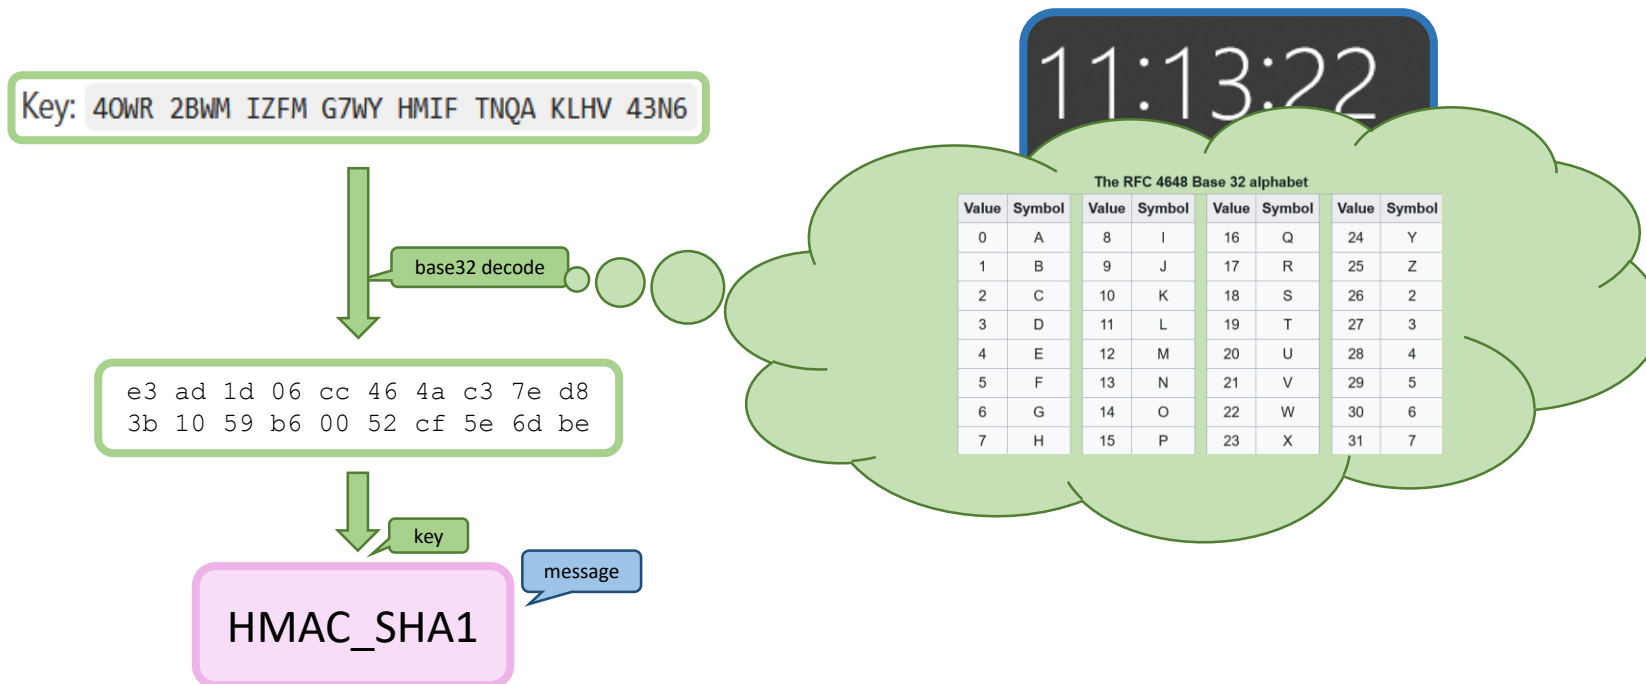 11:13:22
Key: 4OWR 2BWM IZFM G7WY HMIF TNQA KLHV 43N6
The RFC 4648 Base 32 alphabet
Value Symbol Value Symbol Value Symbol Value Symbol
0 A 8 I 16 Q 24 Y
1 B 9 J 17 R 25 Z
2 C 10 K 18 S 26 2
3 D 11 L 19 T 27 3
4 E 12 M 20 U 28 4
5 F 13 N 21 V 29 5
6 G 14 O 22 W 30 6
7 H 15 P 23 X 31 7
base32 decode
e3 ad 1d 06 cc 46 4a c3 7e d8
3b 10 59 b6 00 52 cf 5e 6d be
key
message
HMAC_SHA1